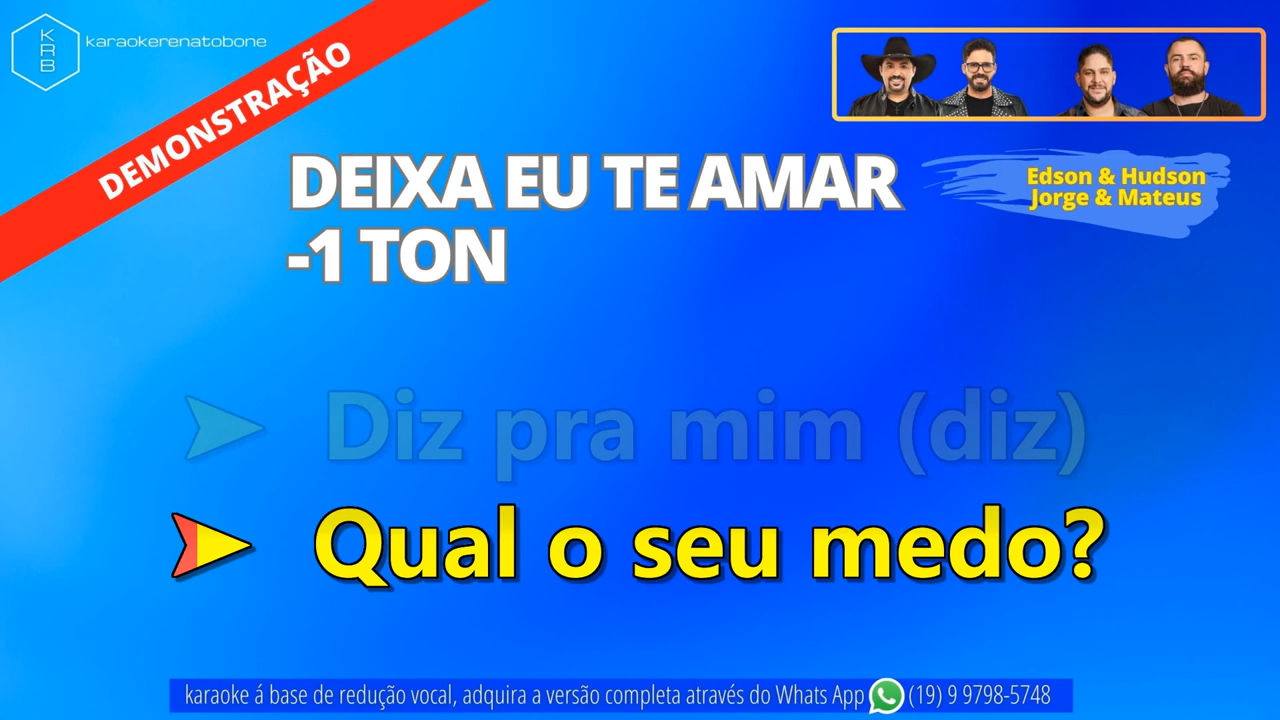 KRB
karaokerenatobone
DEMONSTRAÇÃO
DEIXA EU TE AMAR
-1 TON
Edson & Hudson
Jorge & Mateus
Diz pra mim (diz)
Qual o seu medo?
karaoke á base de redução vocal, adquira a versão completa através do Whats App (19) 9 9798-5748